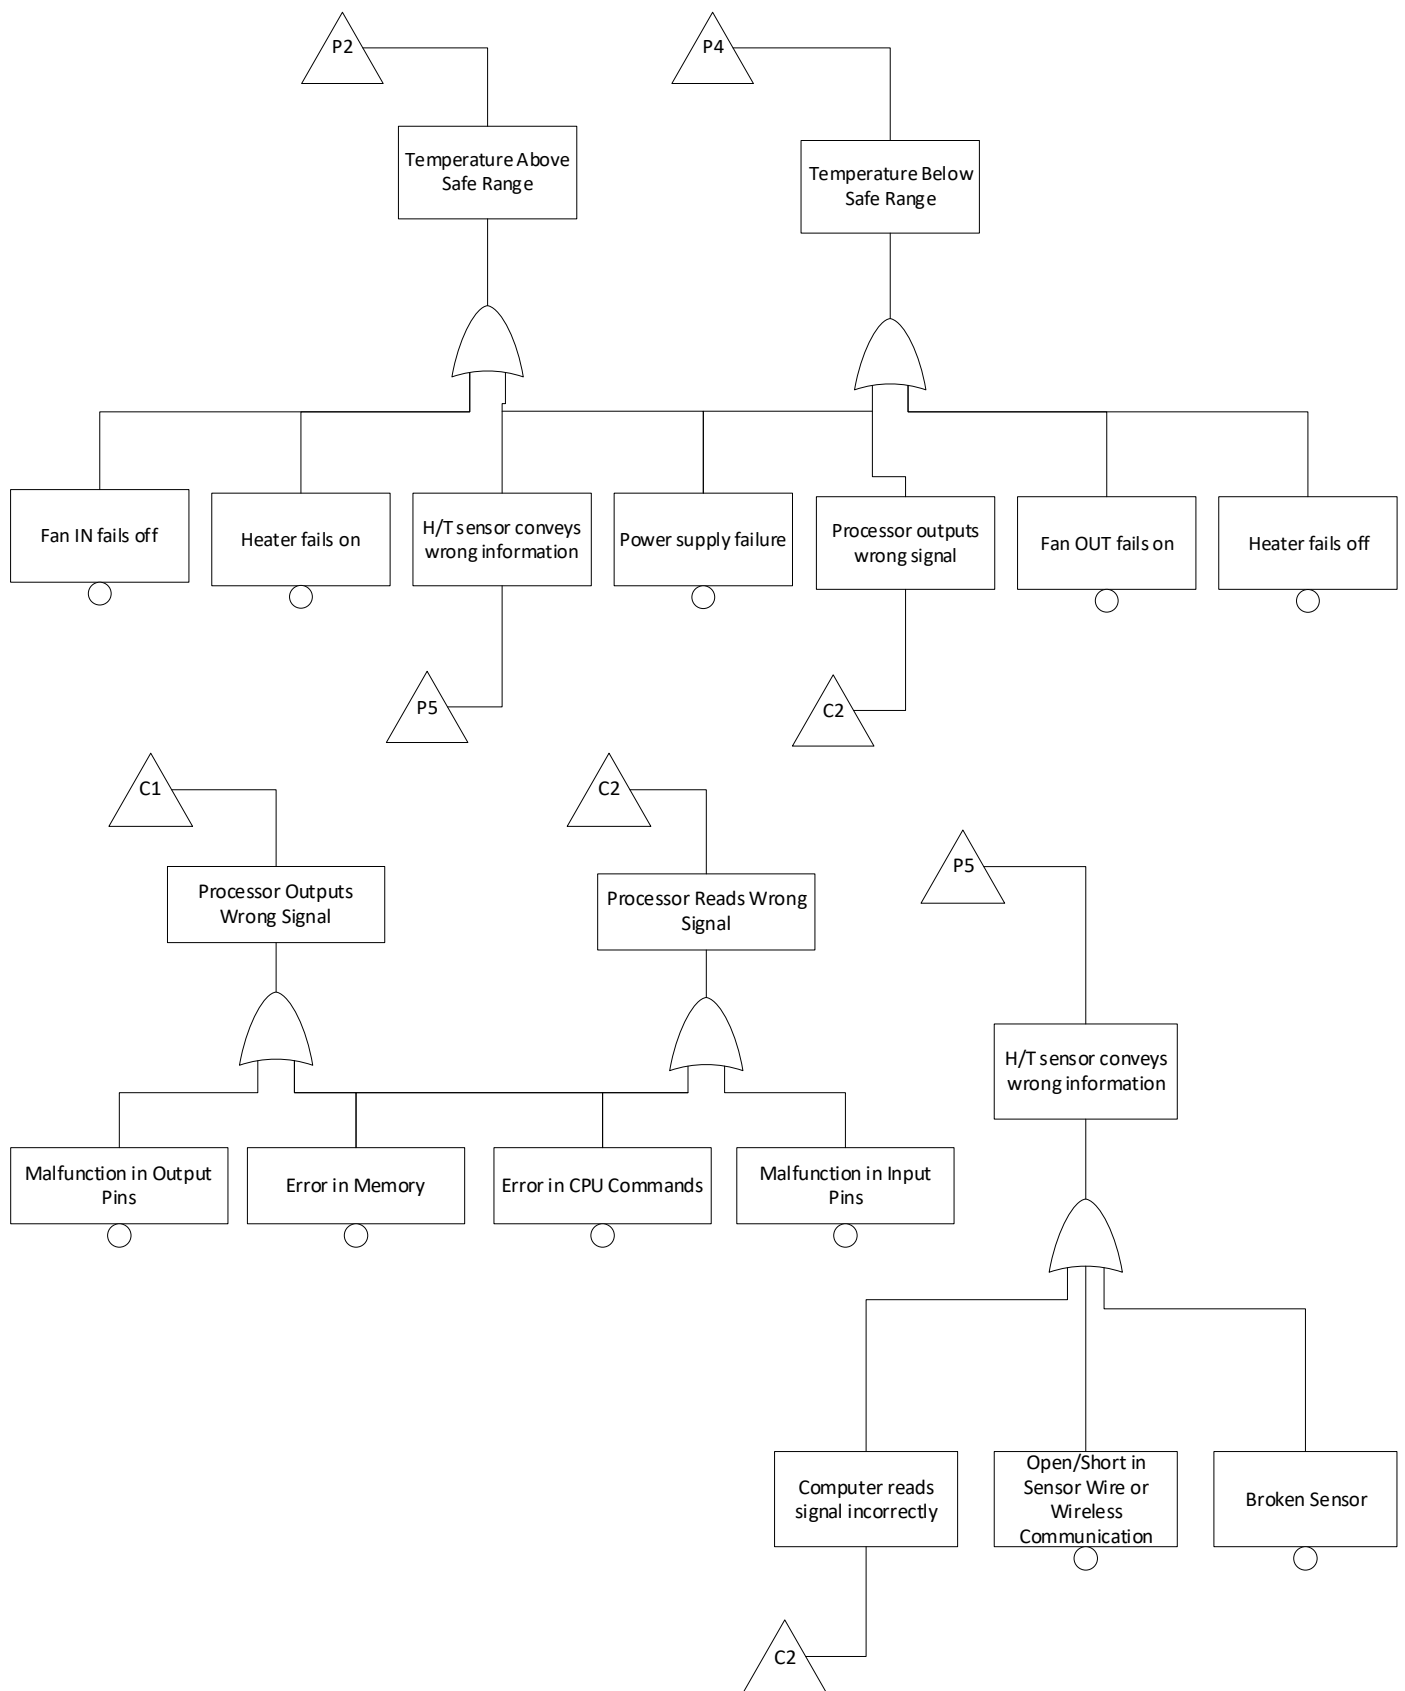 P2
P4
Temperature Above
Safe Range
Temperature Below
Safe Range
Fan IN fails off
Heater fails on
H/T sensor conveys
wrong information
Power supply failure
Processor outputs
wrong signal
Fan OUT fails on
Heater fails off
P5
C2
C1
C2
P5
Processor Outputs
Wrong Signal
Processor Reads Wrong
Signal
H/T sensor conveys
wrong information
Malfunction in Output
Pins
Error in Memory
Error in CPU Commands
Malfunction in Input
Pins
Computer reads
signal incorrectly
Open/Short in
Sensor Wire or
Wireless
Communication
Broken Sensor
C2